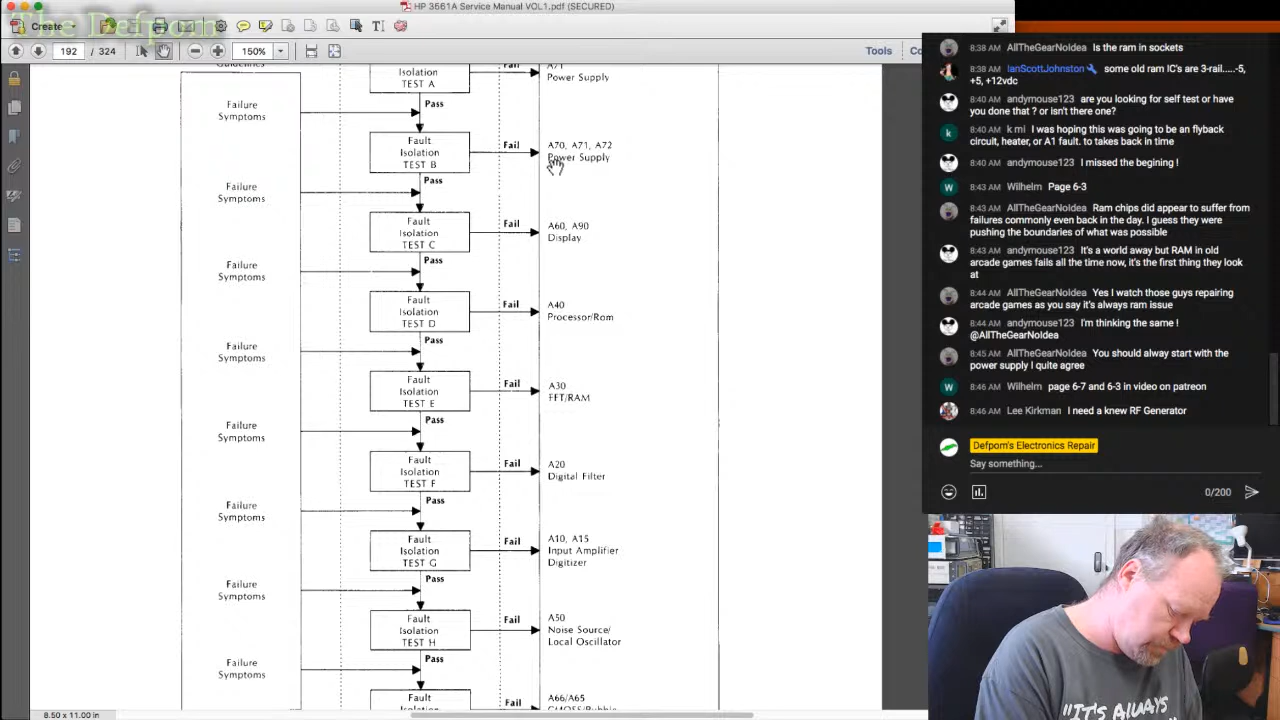 HP 3561A Service Manual VOL1.pdf (SECURED)
The Defpom
Create
192 / 324
150%
Tools
Guidelines
Isolation
TEST A
A71
Power Supply
Pass
Failure
Symptoms
Fault
Isolation
TEST B
Fail
A70, A71, A72
Power Supply
Pass
Failure
Symptoms
Fault
Isolation
TEST C
Fail
A60, A90
Display
Pass
Failure
Symptoms
Fault
Isolation
TEST D
Fail
A40
Processor/Rom
Pass
Failure
Symptoms
Fault
Isolation
TEST E
Fail
A30
FFT/RAM
Pass
Failure
Symptoms
Fault
Isolation
TEST F
Fail
A20
Digital Filter
Pass
Failure
Symptoms
Fault
Isolation
TEST G
Fail
A10, A15
Input Amplifier
Digitizer
Pass
Failure
Symptoms
Fault
Isolation
TEST H
Fail
A50
Noise Source/
Local Oscillator
Pass
Failure
Symptoms
Fault
Fail
A66/A65
8.50 x 11.00 in
8:38 AM AllTheGearNoIdea Is the ram in sockets
8:38 AM IanScottJohnston some old ram IC's are 3-rail.....-5,
+5, +12vdc
8:40 AM andymouse123 are you looking for self test or have
you done that ? or isn't there one?
8:40 AM k mi I was hoping this was going to be an flyback
circuit, heater, or A1 fault. to takes back in time
8:40 AM andymouse123 I missed the begining !
8:43 AM Wilhelm Page 6-3
8:43 AM AllTheGearNoIdea Ram chips did appear to suffer from
failures commonly even back in the day. I guess they were
pushing the boundaries of what was possible
8:43 AM andymouse123 It's a world away but RAM in old
arcade games fails all the time now, it's the first thing they look
at
8:44 AM AllTheGearNoIdea Yes I watch those guys repairing
arcade games as you say it's always ram issue
8:44 AM andymouse123 I'm thinking the same !
@AllTheGearNoIdea
8:45 AM AllTheGearNoIdea You should alway start with the
power supply I quite agree
8:46 AM Wilhelm page 6-7 and 6-3 in video on patreon
8:46 AM Lee Kirkman I need a knew RF Generator
Defpom's Electronics Repair
Say something...
0/200
"IT'S ALWAYS